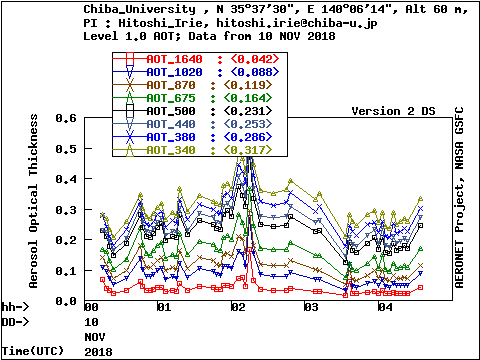 Chiba_University , N 35°37'30", E 140°06'14", Alt 60 m,
PI : Hitoshi_Irie, hitoshi.irie@chiba-u.jp
Level 1.0 AOT; Data from 10 NOV 2018
AOT_1640 : <0.042>
AOT_1020 : <0.088>
AOT_870 : <0.119>
AOT_675 : <0.164>
AOT_500 : <0.231>
AOT_440 : <0.253>
AOT_380 : <0.286>
AOT_340 : <0.317>
Version 2 DS
0.6
0.5
0.4
0.3
0.2
0.1
0.0
Aerosol Optical Thickness
AERONET Project, NASA GSFC
hh-> 00 01 02 03 04
DD-> 10
NOV
Time(UTC) 2018